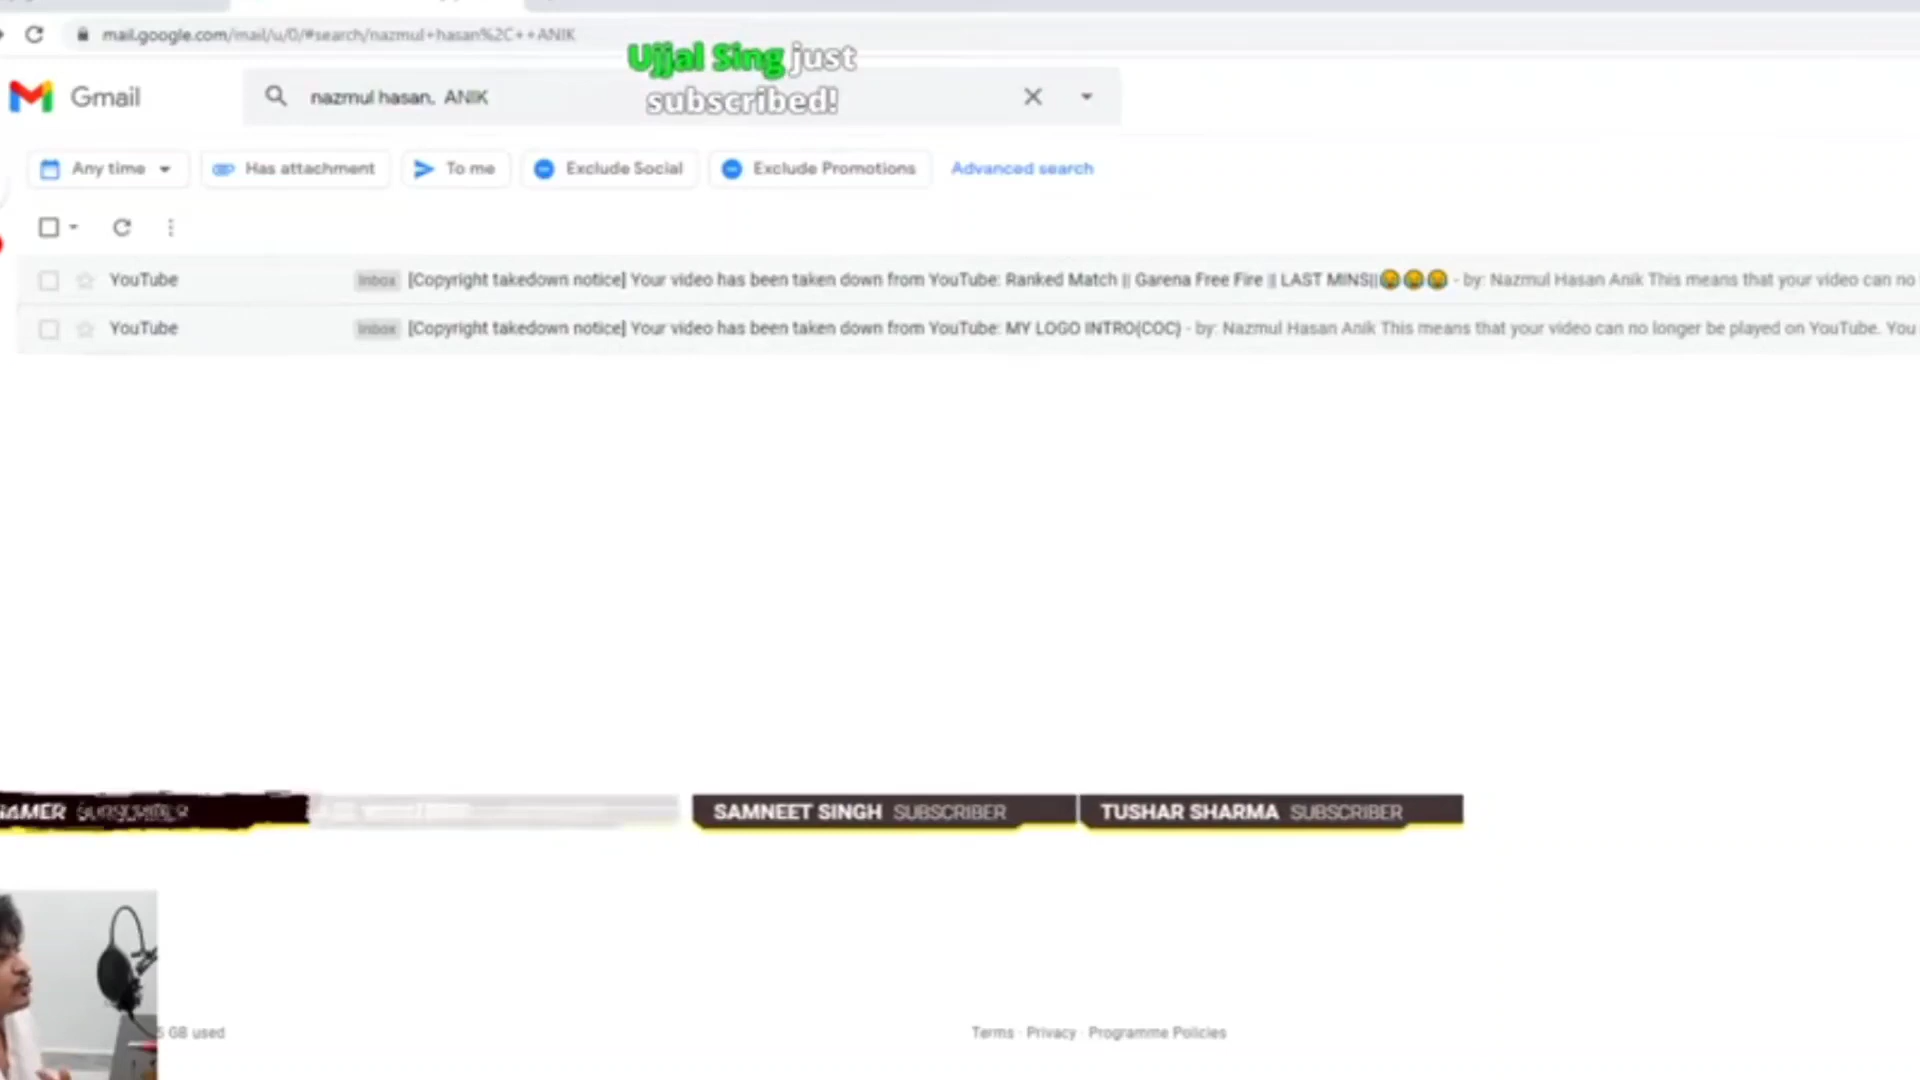 mail.google.com/mail/u/0/#search/nazmul+hasan%2C++ANIK
Ujjal Sing just
subscribed!
Gmail
nazmul hasan, ANIK
Any time
Has attachment
To me
Exclude Social
Exclude Promotions
Advanced search
YouTube Inbox [Copyright takedown notice] Your video has been taken down from YouTube: Ranked Match || Garena Free Fire || LAST MINS||😭😭😭 - by: Nazmul Hasan Anik This means that your video can no
YouTube Inbox [Copyright takedown notice] Your video has been taken down from YouTube: MY LOGO INTRO{COC} - by: Nazmul Hasan Anik This means that your video can no longer be played on YouTube. You
GAMER SUBSCRIBER
SAMNEET SINGH SUBSCRIBER
TUSHAR SHARMA SUBSCRIBER
5 GB used
Terms · Privacy · Programme Policies